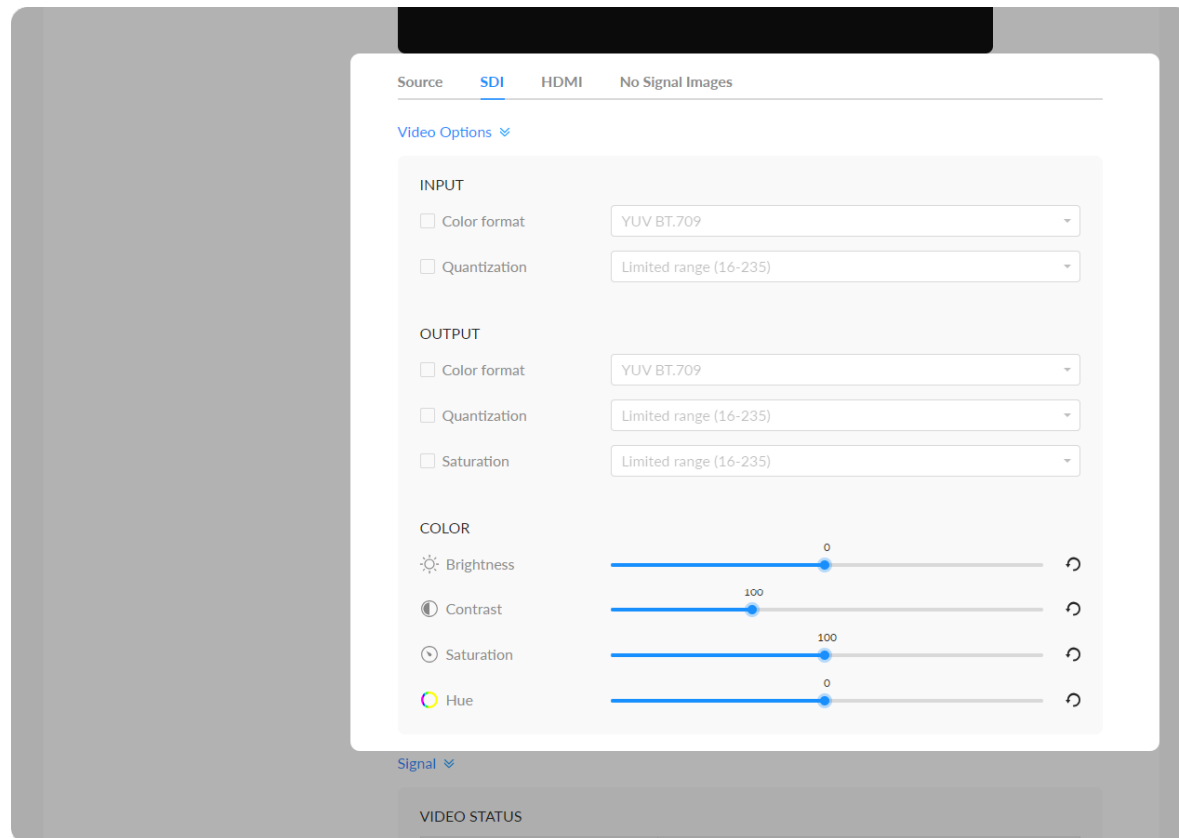 Source SDI HDMI No Signal Images
Video Options
INPUT
Color format YUV BT.709
Quantization Limited range (16-235)
OUTPUT
Color format YUV BT.709
Quantization Limited range (16-235)
Saturation Limited range (16-235)
COLOR
0
Brightness
100
Contrast
100
Saturation
0
Hue
Signal
VIDEO STATUS